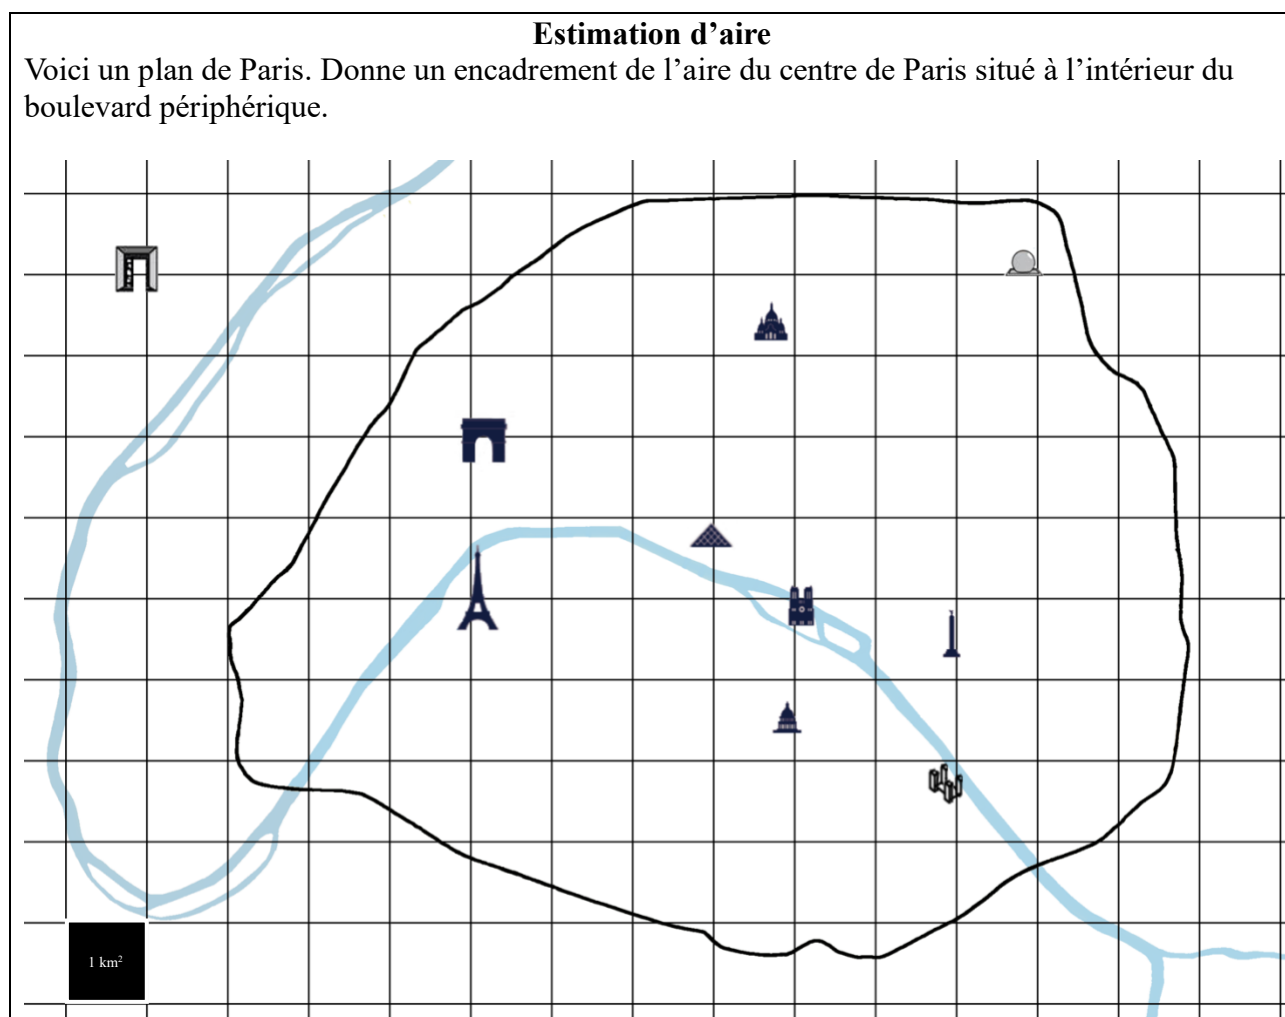 Estimation d’aire
Voici un plan de Paris. Donne un encadrement de l’aire du centre de Paris situé à l’intérieur du
boulevard périphérique.
1 km²